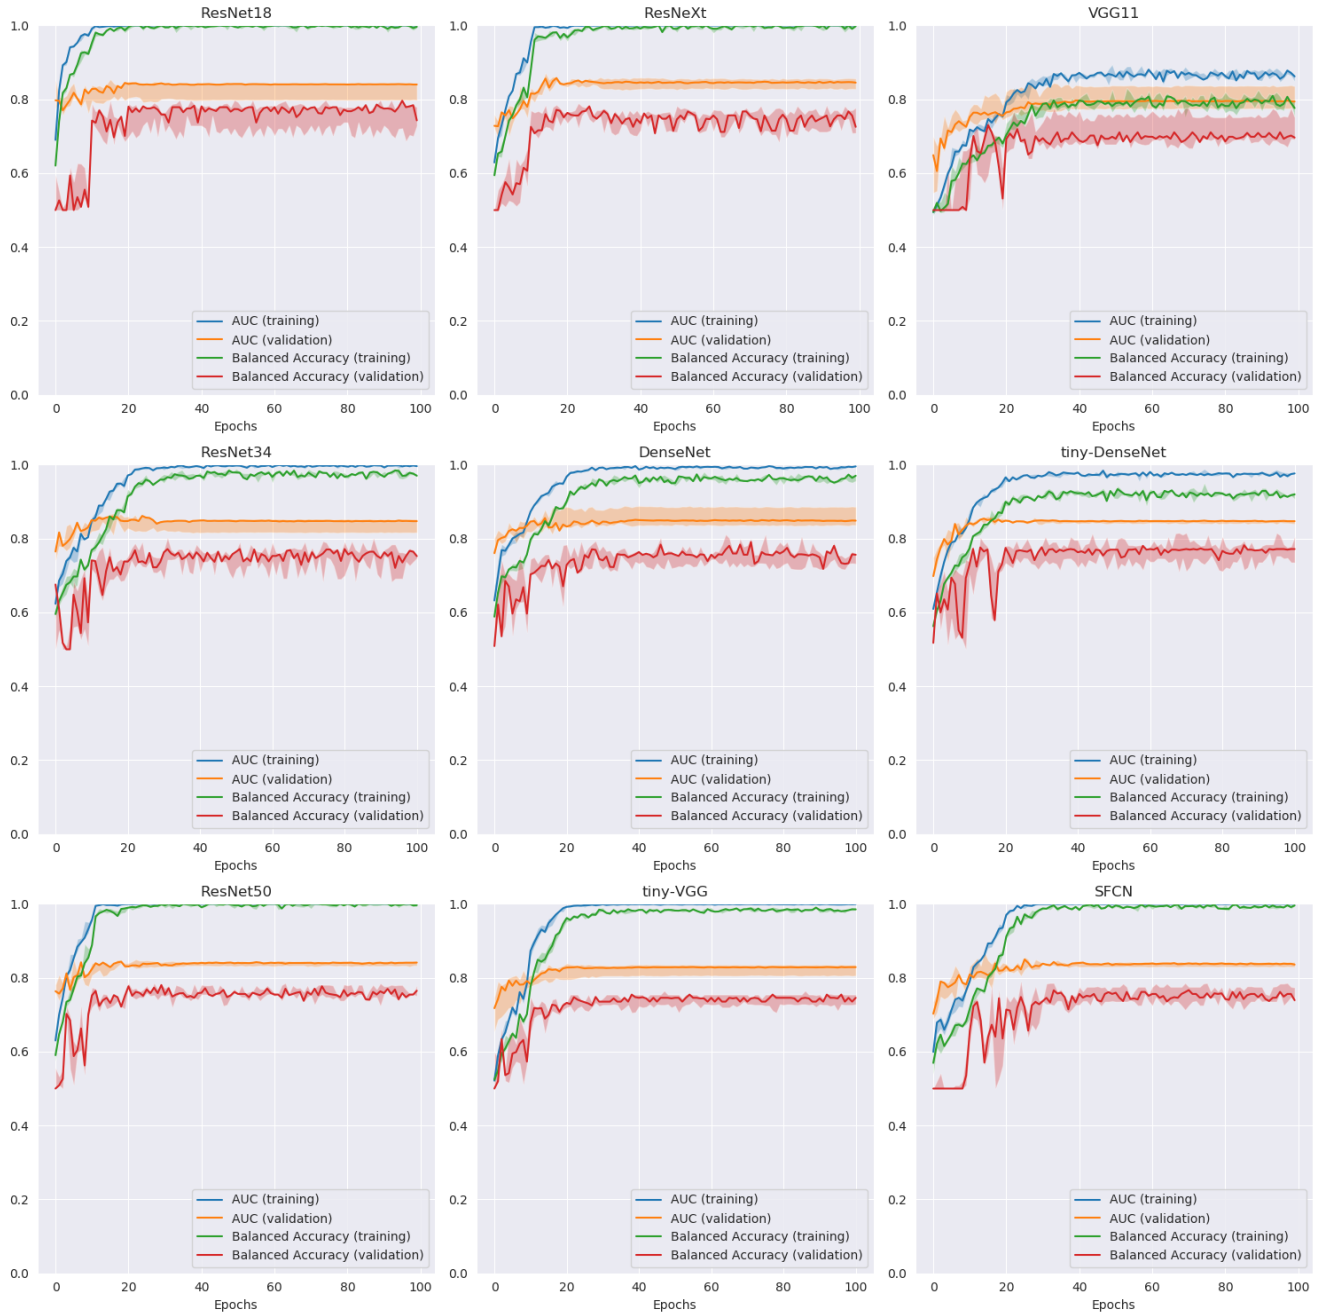 ResNet18
1.0
0.8
0.6
0.4
0.2
0.0
AUC (training)
AUC (validation)
Balanced Accuracy (training)
Balanced Accuracy (validation)
0 20 40 60 80 100
Epochs
ResNeXt
1.0
0.8
0.6
0.4
0.2
0.0
AUC (training)
AUC (validation)
Balanced Accuracy (training)
Balanced Accuracy (validation)
0 20 40 60 80 100
Epochs
VGG11
1.0
0.8
0.6
0.4
0.2
0.0
AUC (training)
AUC (validation)
Balanced Accuracy (training)
Balanced Accuracy (validation)
0 20 40 60 80 100
Epochs
ResNet34
1.0
0.8
0.6
0.4
0.2
0.0
AUC (training)
AUC (validation)
Balanced Accuracy (training)
Balanced Accuracy (validation)
0 20 40 60 80 100
Epochs
DenseNet
1.0
0.8
0.6
0.4
0.2
0.0
AUC (training)
AUC (validation)
Balanced Accuracy (training)
Balanced Accuracy (validation)
0 20 40 60 80 100
Epochs
tiny-DenseNet
1.0
0.8
0.6
0.4
0.2
0.0
AUC (training)
AUC (validation)
Balanced Accuracy (training)
Balanced Accuracy (validation)
0 20 40 60 80 100
Epochs
ResNet50
1.0
0.8
0.6
0.4
0.2
0.0
AUC (training)
AUC (validation)
Balanced Accuracy (training)
Balanced Accuracy (validation)
0 20 40 60 80 100
Epochs
tiny-VGG
1.0
0.8
0.6
0.4
0.2
0.0
AUC (training)
AUC (validation)
Balanced Accuracy (training)
Balanced Accuracy (validation)
0 20 40 60 80 100
Epochs
SFCN
1.0
0.8
0.6
0.4
0.2
0.0
AUC (training)
AUC (validation)
Balanced Accuracy (training)
Balanced Accuracy (validation)
0 20 40 60 80 100
Epochs